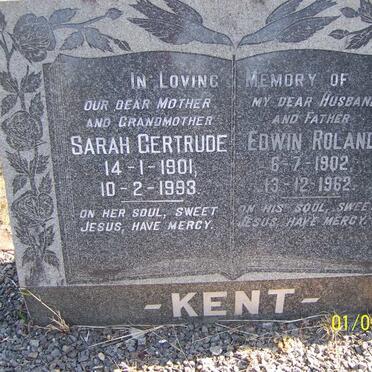 IN LOVING MEMORY OF
OUR DEAR MOTHER
AND GRANDMOTHER
SARAH GERTRUDE
14-1-1901,
10-2-1993.
ON HER SOUL, SWEET
JESUS, HAVE MERCY.
MY DEAR HUSBAN
AND FATHER
EDWIN ROLAND
6-7-1902,
13-12-1962.
ON HIS SOUL, SWEE
JESUS, HAVE MERCY.
-KENT-
01/0